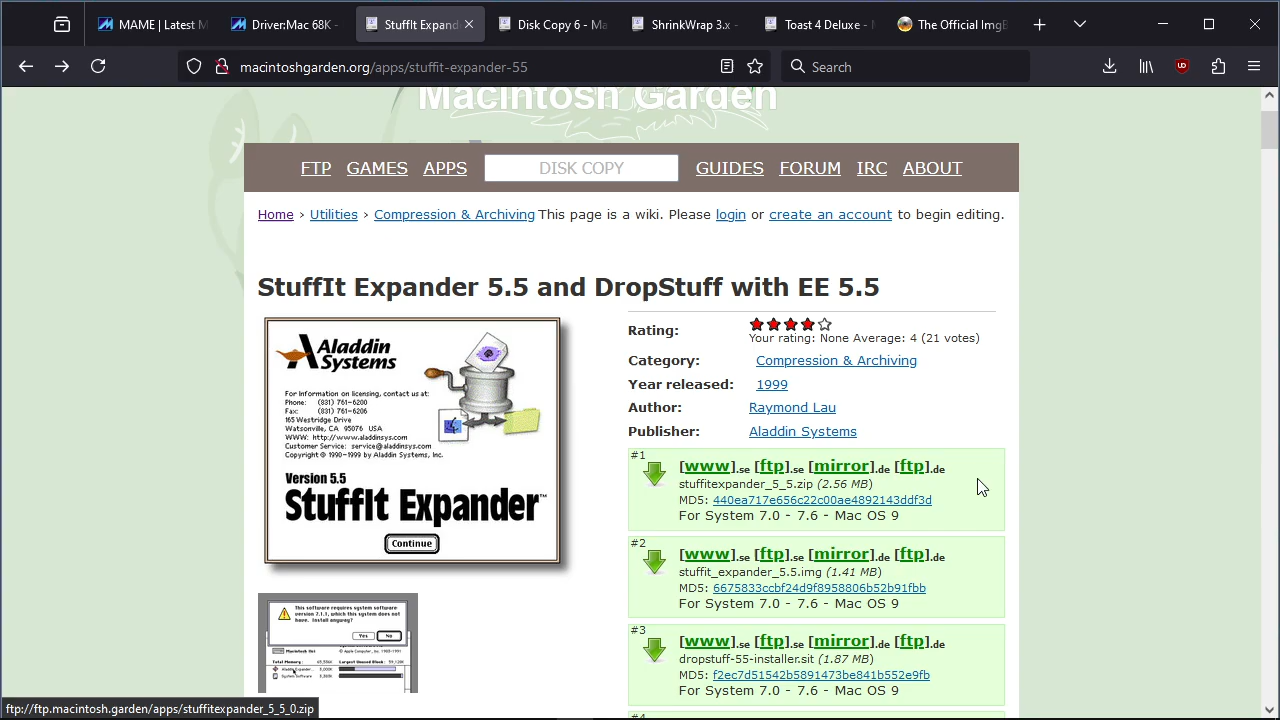 MAME | Latest M
Driver:Mac 68K -
StuffIt Expand
Disk Copy 6 - Ma
ShrinkWrap 3.x -
Toast 4 Deluxe -
The Official ImgB
macintoshgarden.org/apps/stuffit-expander-55
Search
Macintosh Garden
FTP GAMES APPS DISK COPY GUIDES FORUM IRC ABOUT
Home › Utilities › Compression & Archiving This page is a wiki. Please login or create an account to begin editing.
StuffIt Expander 5.5 and DropStuff with EE 5.5
Aladdin
Systems
For Information on licensing, contact us at:
Phone: (831) 761-6200
Fax: (831) 761-6206
165 Westridge Drive
Watsonville, CA 95076 USA
WWW: http://www.aladdinsys.com
Customer Service: service@aladdinsys.com
Copyright © 1990-1999 by Aladdin Systems, Inc.
Version 5.5
StuffIt Expander™
Continue
This software requires system software
version 7.1.1, which this system does not
have. Install anyway?
Yes No
Rating:
Your rating: None Average: 4 (21 votes)
Category: Compression & Archiving
Year released: 1999
Author: Raymond Lau
Publisher: Aladdin Systems
#1
[www].se [ftp].se [mirror].de [ftp].de
stuffitexpander_5_5.zip (2.56 MB)
MD5: 440ea717e656c22c00ae4892143ddf3d
For System 7.0 - 7.6 - Mac OS 9
#2
[www].se [ftp].se [mirror].de [ftp].de
stuffit_expander_5.5.img (1.41 MB)
MD5: 6675833ccbf24d9f8958806b52b91fbb
For System 7.0 - 7.6 - Mac OS 9
#3
[www].se [ftp].se [mirror].de [ftp].de
dropstuff-55-installer.sit (1.87 MB)
MD5: f2ec7d51542b5891473be841b552e9fb
For System 7.0 - 7.6 - Mac OS 9
ftp://ftp.macintosh.garden/apps/stuffitexpander_5_5_0.zip